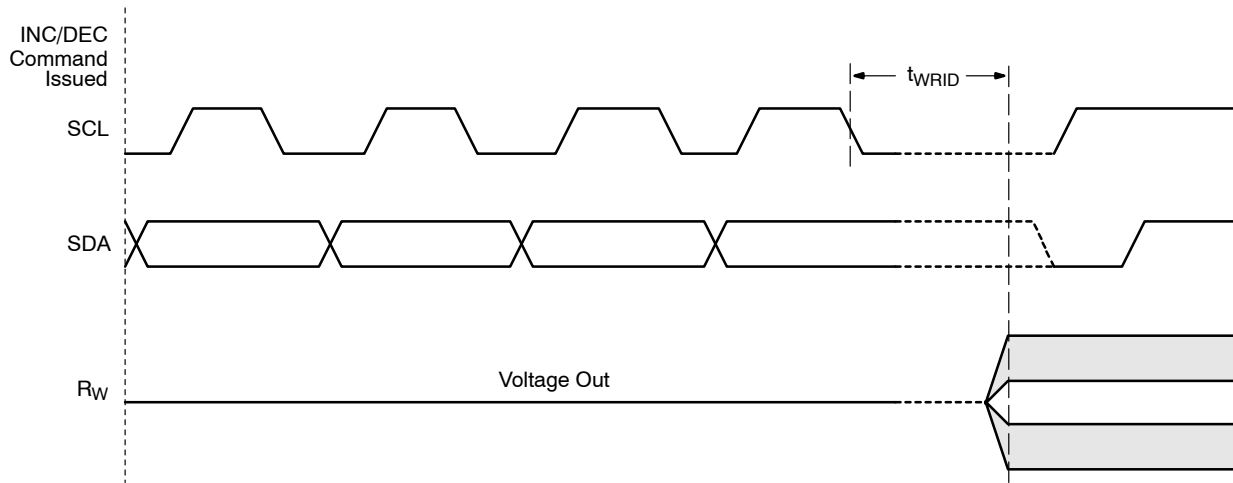 INC/DEC
Command
Issued
tWRID
SCL
SDA
Voltage Out
RW